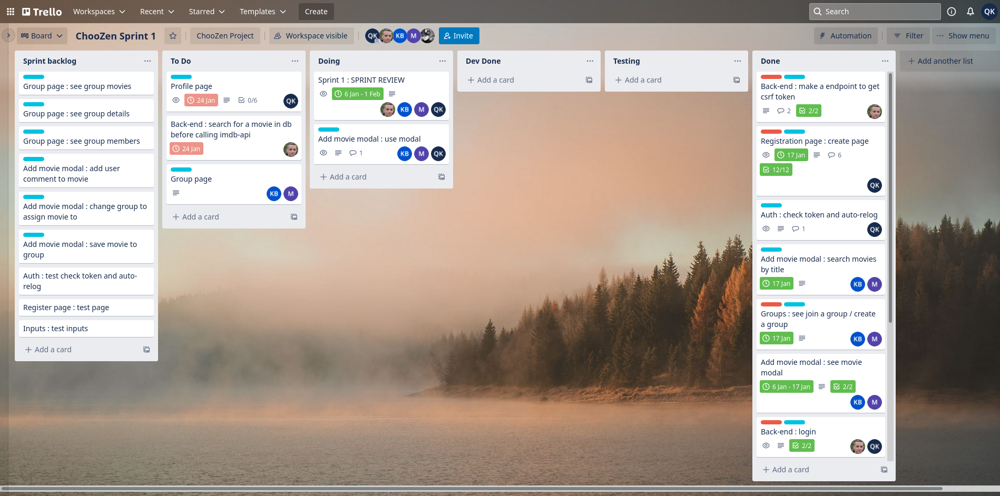 Trello
Workspaces
Recent
Starred
Templates
Create
Search
QK
Board
ChooZen Sprint 1
ChooZen Project
Workspace visible
QK
KB
M
Invite
Automation
Filter
Show menu
Sprint backlog
Group page : see group movies
Group page : see group details
Group page : see group members
Add movie modal : add user
comment to movie
Add movie modal : change group to
assign movie to
Add movie modal : save movie to
group
Auth : test check token and auto-
relog
Register page : test page
Inputs : test inputs
Add a card
To Do
Profile page
24 Jan
0/6
QK
Back-end : search for a movie in db
before calling imdb-api
24 Jan
Group page
KB
M
Add a card
Doing
Sprint 1 : SPRINT REVIEW
6 Jan - 1 Feb
KB
M
QK
Add movie modal : use modal
1
KB
M
QK
Add a card
Dev Done
Add a card
Testing
Add a card
Done
Back-end : make a endpoint to get
csrf token
2
2/2
Registration page : create page
17 Jan
6
12/12
QK
Auth : check token and auto-relog
1
QK
Add movie modal : search movies
by title
17 Jan
KB
M
Groups : see join a group / create
a group
17 Jan
KB
M
Add movie modal : see movie
modal
6 Jan - 17 Jan
2/2
KB
M
Back-end : login
2/2
QK
Add a card
Add another list